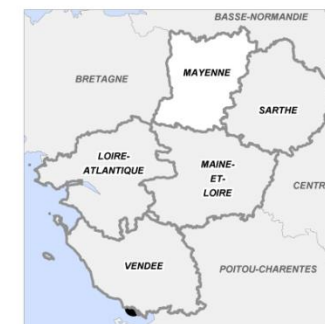 BASSE-NORMANDIE
BRETAGNE
MAYENNE
SARTHE
LOIRE-
ATLANTIQUE
MAINE-
ET-
LOIRE
CENTR
VENDEE
POITOU-CHARENTES